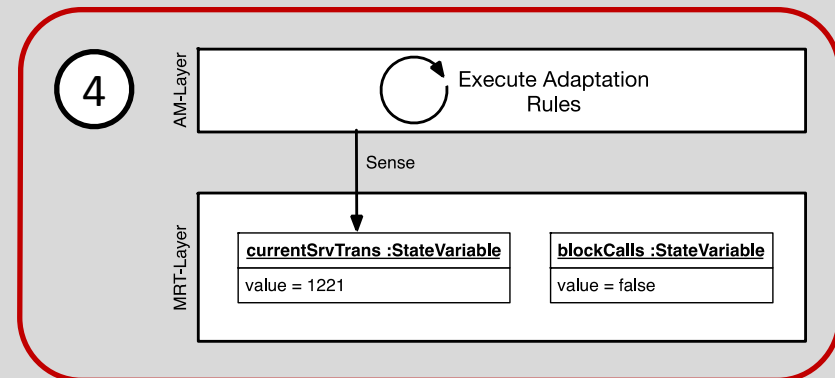 4
AM-Layer
Execute Adaptation
Rules
Sense
MRT-Layer
currentSrvTrans :StateVariable
value = 1221
blockCalls :StateVariable
value = false